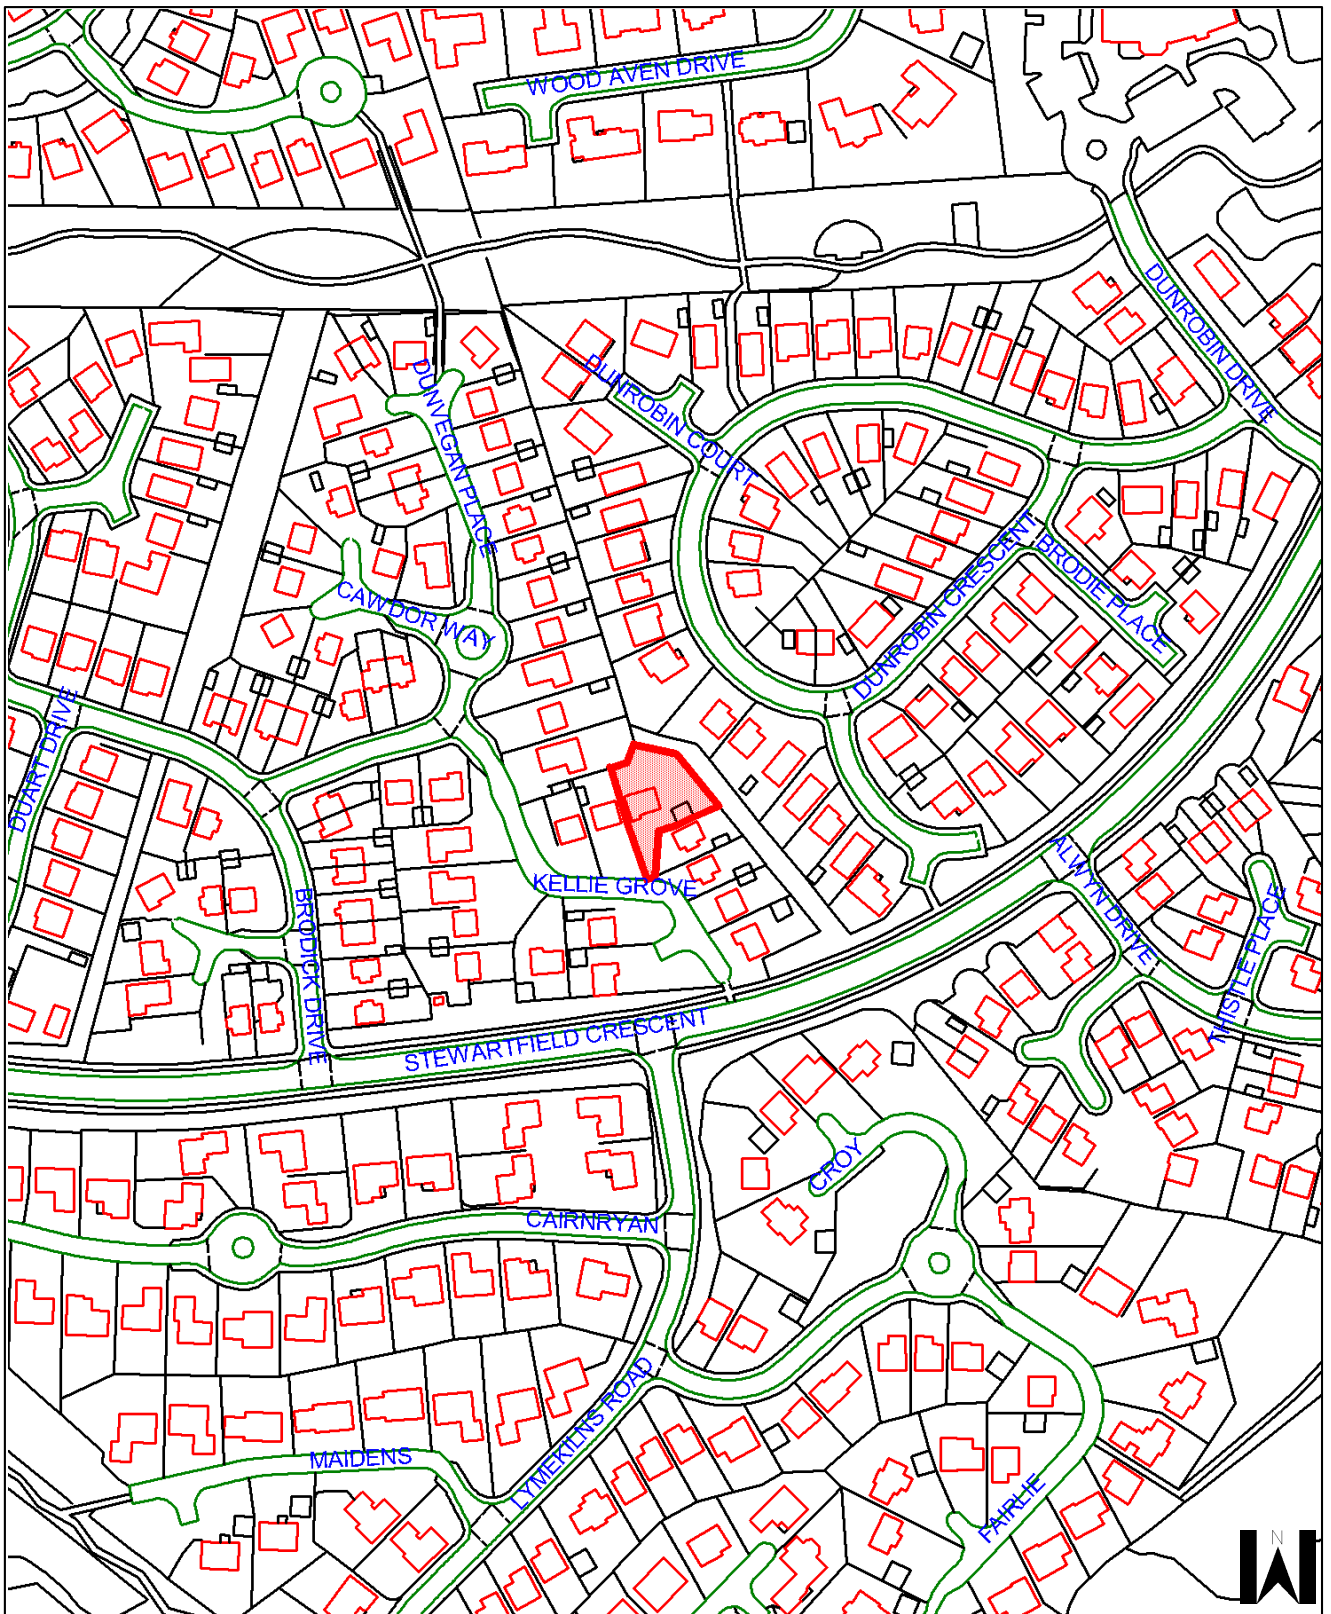 WOOD AVEN DRIVE
DUNROBIN DRIVE
DUNROBIN COURT
DUNVEGAN PLACE
DUNROBIN CRESCENT
BRODIE PLACE
CAWDOR WAY
DUART DRIVE
KELLIE GROVE
ALWYN DRIVE
THISTLE PLACE
BRODICK DRIVE
STEWARTFIELD CRESCENT
CROY
CAIRNRYAN
LYMEKILNS ROAD
MAIDENS
FAIRLIE
N